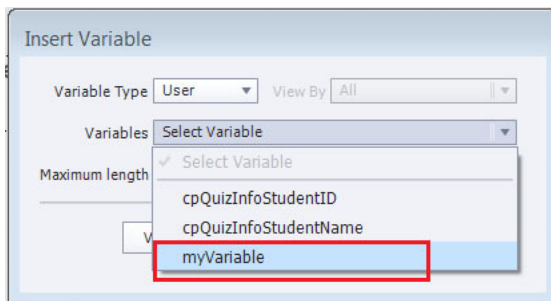 Insert Variable
Variable Type User View By All
Variables Select Variable
Select Variable
Maximum length
cpQuizInfoStudentID
cpQuizInfoStudentName
V
myVariable